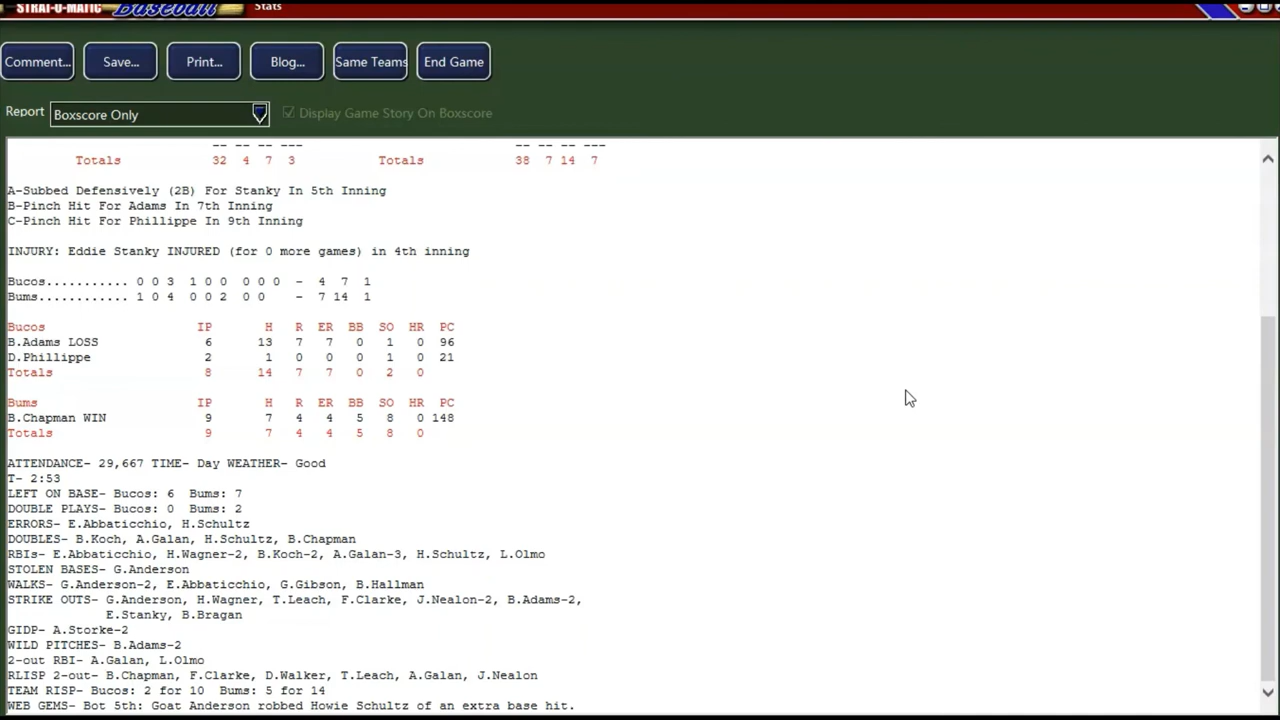 STRAT-O-MATIC Baseball Stats
Comment... Save... Print... Blog... Same Teams End Game
Report Boxscore Only Display Game Story On Boxscore
-- -- -- --- -- -- -- ---
Totals 32 4 7 3 Totals 38 7 14 7
A-Subbed Defensively (2B) For Stanky In 5th Inning
B-Pinch Hit For Adams In 7th Inning
C-Pinch Hit For Phillippe In 9th Inning
INJURY: Eddie Stanky INJURED (for 0 more games) in 4th inning
Bucos........... 0 0 3 1 0 0 0 0 0 - 4 7 1
Bums............ 1 0 4 0 0 2 0 0 - 7 14 1
Bucos IP H R ER BB SO HR PC
B.Adams LOSS 6 13 7 7 0 1 0 96
D.Phillippe 2 1 0 0 0 1 0 21
Totals 8 14 7 7 0 2 0
Bums IP H R ER BB SO HR PC
B.Chapman WIN 9 7 4 4 5 8 0 148
Totals 9 7 4 4 5 8 0
ATTENDANCE- 29,667 TIME- Day WEATHER- Good
T- 2:53
LEFT ON BASE- Bucos: 6 Bums: 7
DOUBLE PLAYS- Bucos: 0 Bums: 2
ERRORS- E.Abbaticchio, H.Schultz
DOUBLES- B.Koch, A.Galan, H.Schultz, B.Chapman
RBIs- E.Abbaticchio, H.Wagner-2, B.Koch-2, A.Galan-3, H.Schultz, L.Olmo
STOLEN BASES- G.Anderson
WALKS- G.Anderson-2, E.Abbaticchio, G.Gibson, B.Hallman
STRIKE OUTS- G.Anderson, H.Wagner, T.Leach, F.Clarke, J.Nealon-2, B.Adams-2,
E.Stanky, B.Bragan
GIDP- A.Storke-2
WILD PITCHES- B.Adams-2
2-out RBI- A.Galan, L.Olmo
RLISP 2-out- B.Chapman, F.Clarke, D.Walker, T.Leach, A.Galan, J.Nealon
TEAM RISP- Bucos: 2 for 10 Bums: 5 for 14
WEB GEMS- Bot 5th: Goat Anderson robbed Howie Schultz of an extra base hit.